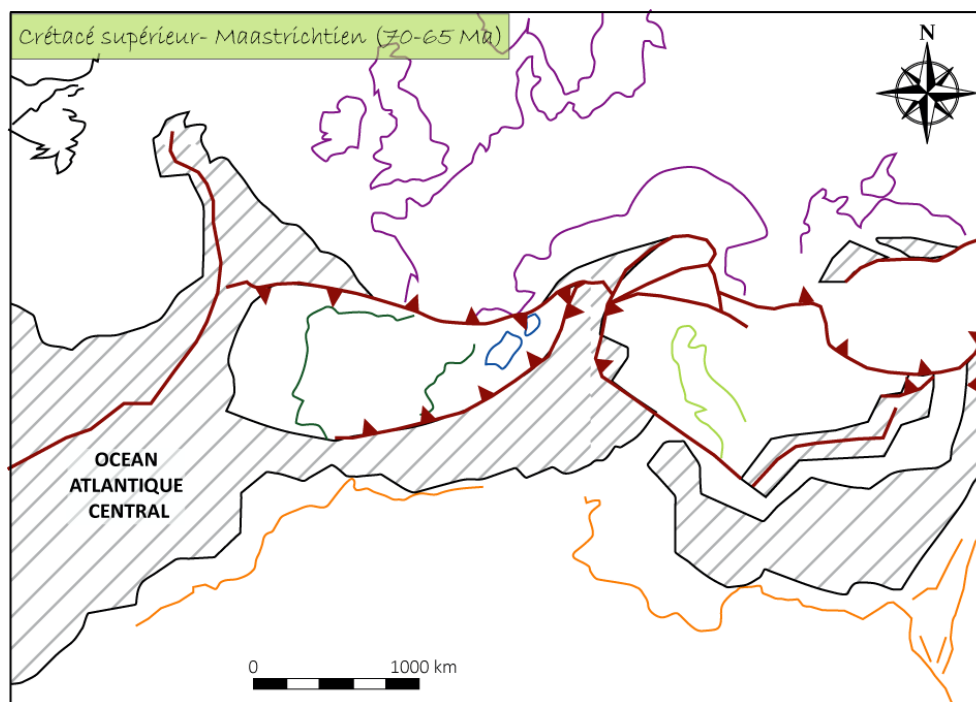 Crétacé supérieur- Maastrichtien (70-65 Ma)
N
OCEAN
ATLANTIQUE
CENTRAL
0 1000 km